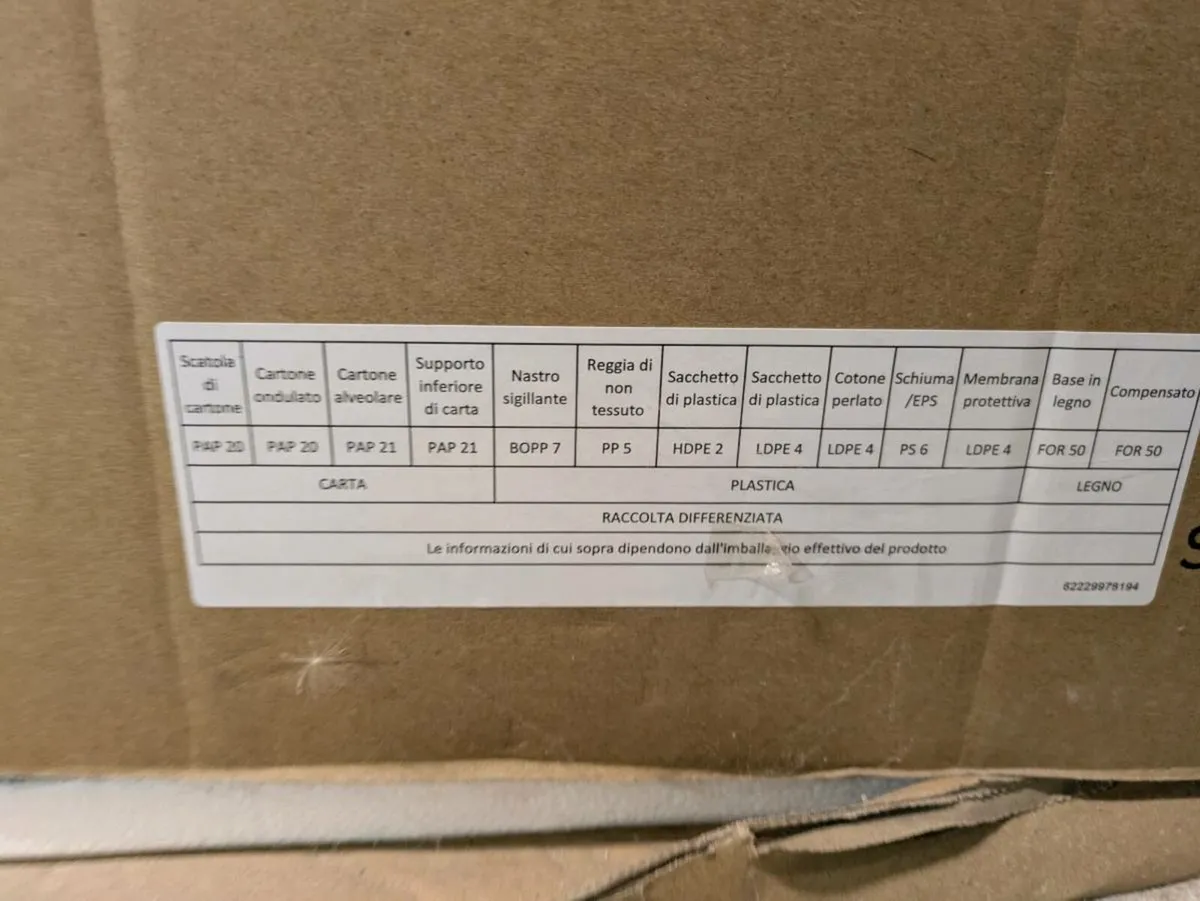 Scatola di cartone
Cartone ondulato
Cartone alveolare
Supporto inferiore di carta
Nastro sigillante
Reggia di non tessuto
Sacchetto di plastica
Sacchetto di plastica
Cotone perlato
Schiuma /EPS
Membrana protettiva
Base in legno
Compensato
PAP 20 PAP 20 PAP 21 PAP 21 BOPP 7 PP 5 HDPE 2 LDPE 4 LDPE 4 PS 6 LDPE 4 FOR 50 FOR 50
CARTA PLASTICA LEGNO
RACCOLTA DIFFERENZIATA
Le informazioni di cui sopra dipendono dall'imballaggio effettivo del prodotto
62229978194